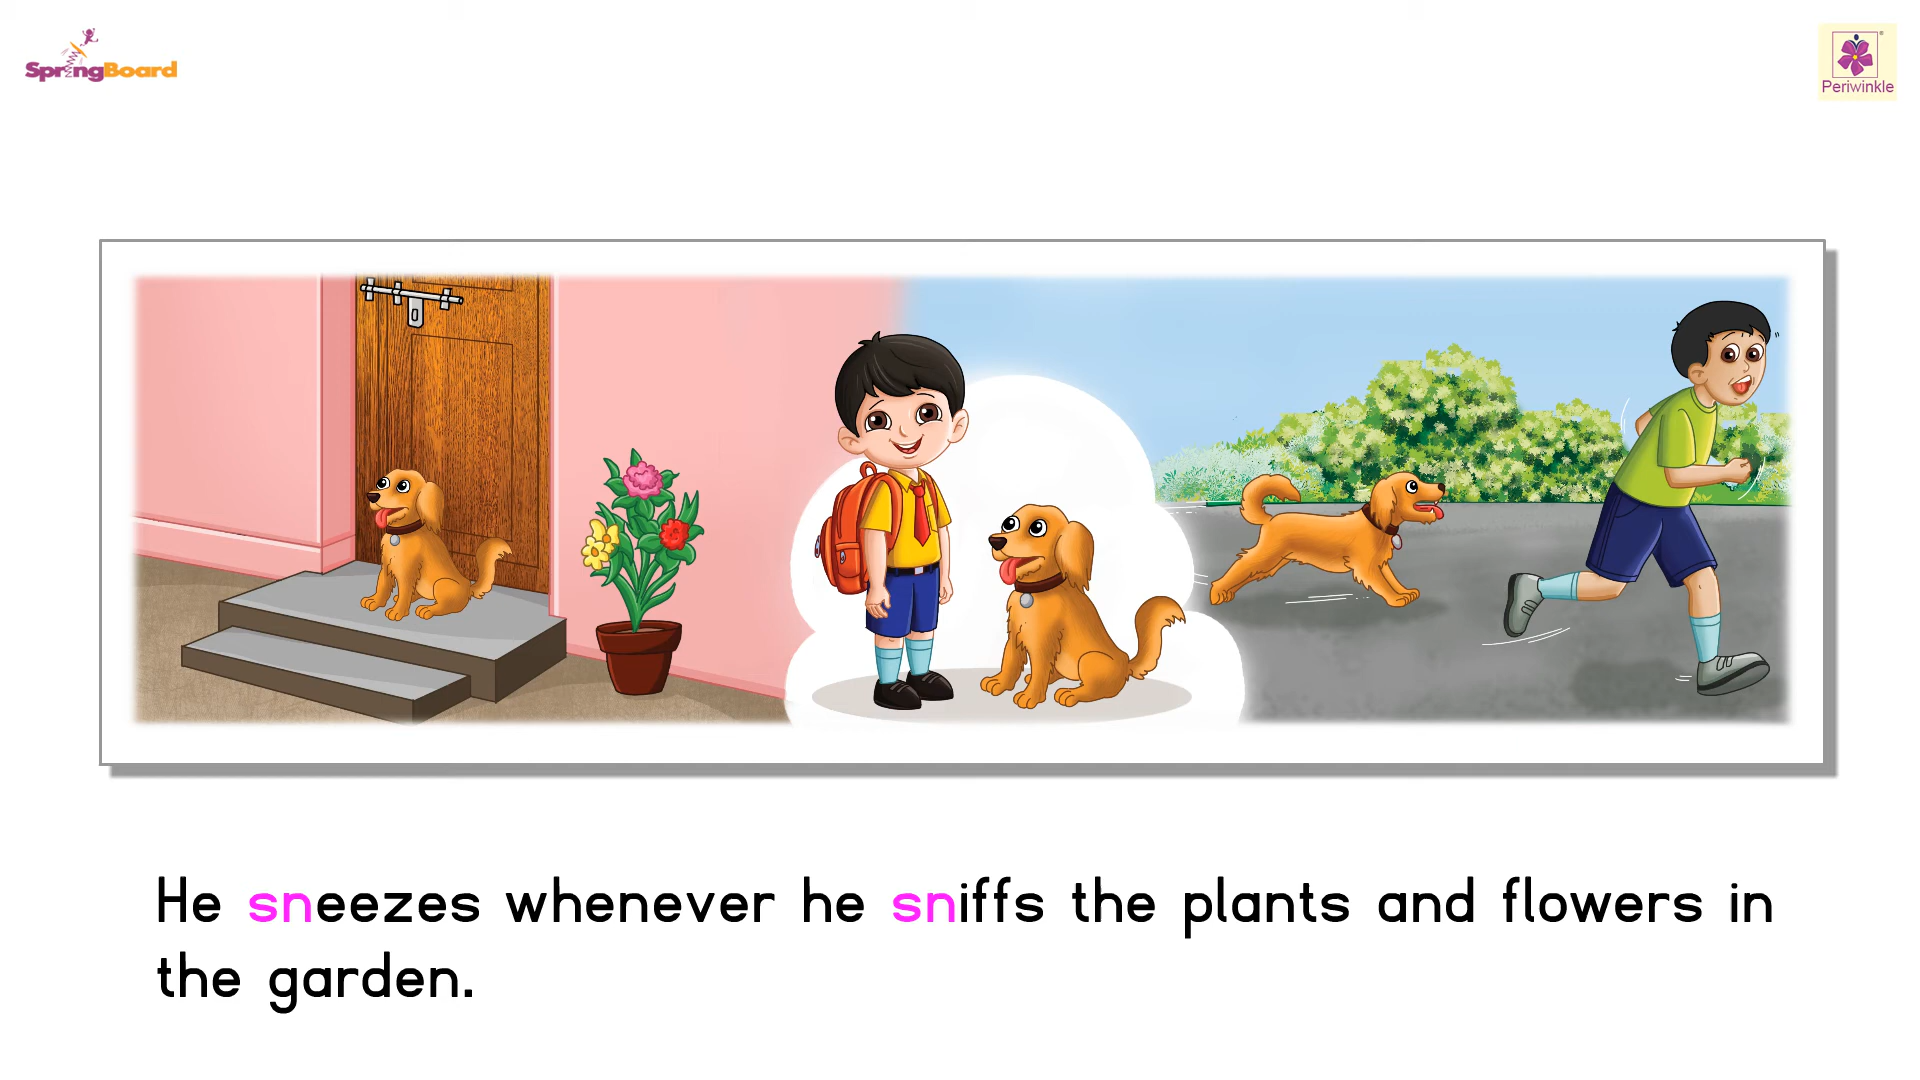 SpringBoard
Periwinkle
He sneezes whenever he sniffs the plants and flowers in
the garden.